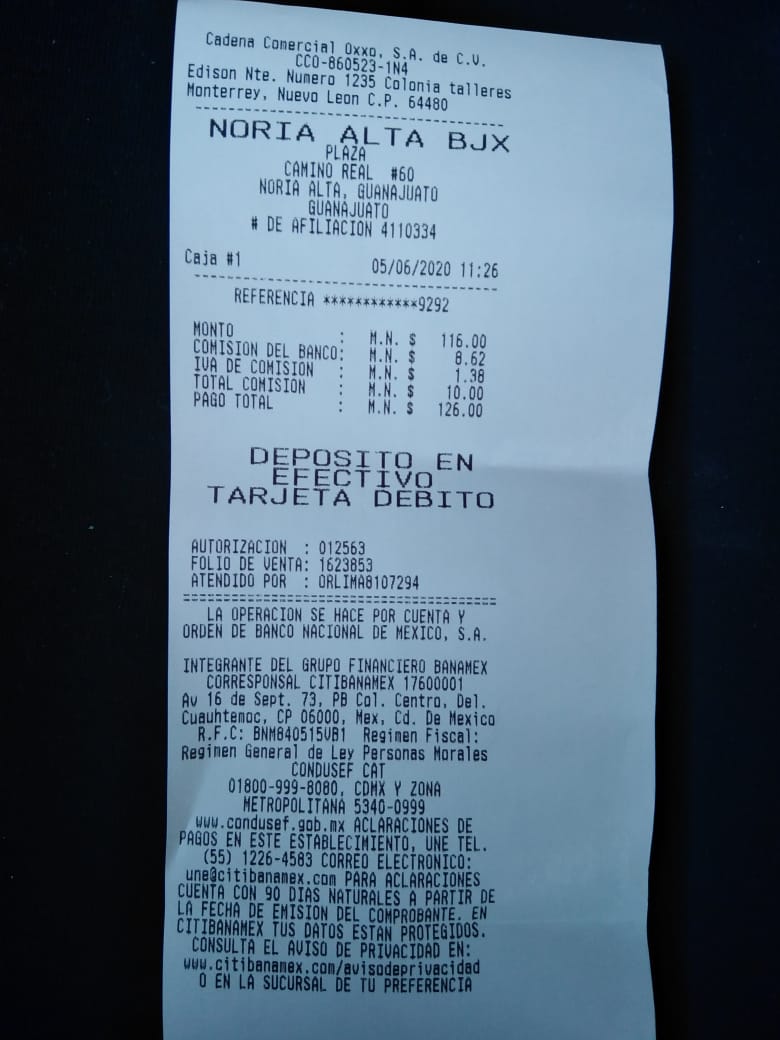 Cadena Comercial Oxxo, S.A. de C.V.
CCO-860523-1N4
Edison Nte. Numero 1235 Colonia talleres
Monterrey, Nuevo Leon C.P. 64480
----------------------------------------
NORIA ALTA BJX
PLAZA
CAMINO REAL #60
NORIA ALTA, GUANAJUATO
GUANAJUATO
# DE AFILIACION 4110334
Caja #1 05/06/2020 11:26
----------------------------------------
REFERENCIA ************9292
MONTO : M.N. $ 116.00
COMISION DEL BANCO: M.N. $ 8.62
IVA DE COMISION : M.N. $ 1.38
TOTAL COMISION : M.N. $ 10.00
PAGO TOTAL : M.N. $ 126.00
DEPOSITO EN
EFECTIVO
TARJETA DEBITO
AUTORIZACION : 012563
FOLIO DE VENTA: 1623853
ATENDIDO POR : ORLIMA8107294
========================================
LA OPERACION SE HACE POR CUENTA Y
ORDEN DE BANCO NACIONAL DE MEXICO, S.A.
INTEGRANTE DEL GRUPO FINANCIERO BANAMEX
CORRESPONSAL CITIBANAMEX 17600001
Av 16 de Sept. 73, PB Col. Centro, Del.
Cuauhtemoc, CP 06000, Mex, Cd. De Mexico
R.F.C: BNM840515VB1 Regimen Fiscal:
Regimen General de Ley Personas Morales
CONDUSEF CAT
01800-999-8080, CDMX Y ZONA
METROPOLITANA 5340-0999
www.condusef.gob.mx ACLARACIONES DE
PAGOS EN ESTE ESTABLECIMIENTO, UNE TEL.
(55) 1226-4583 CORREO ELECTRONICO:
une@citibanamex.com PARA ACLARACIONES
CUENTA CON 90 DIAS NATURALES A PARTIR DE
LA FECHA DE EMISION DEL COMPROBANTE. EN
CITIBANAMEX TUS DATOS ESTAN PROTEGIDOS.
CONSULTA EL AVISO DE PRIVACIDAD EN:
www.citibanamex.com/avisodeprivacidad
O EN LA SUCURSAL DE TU PREFERENCIA